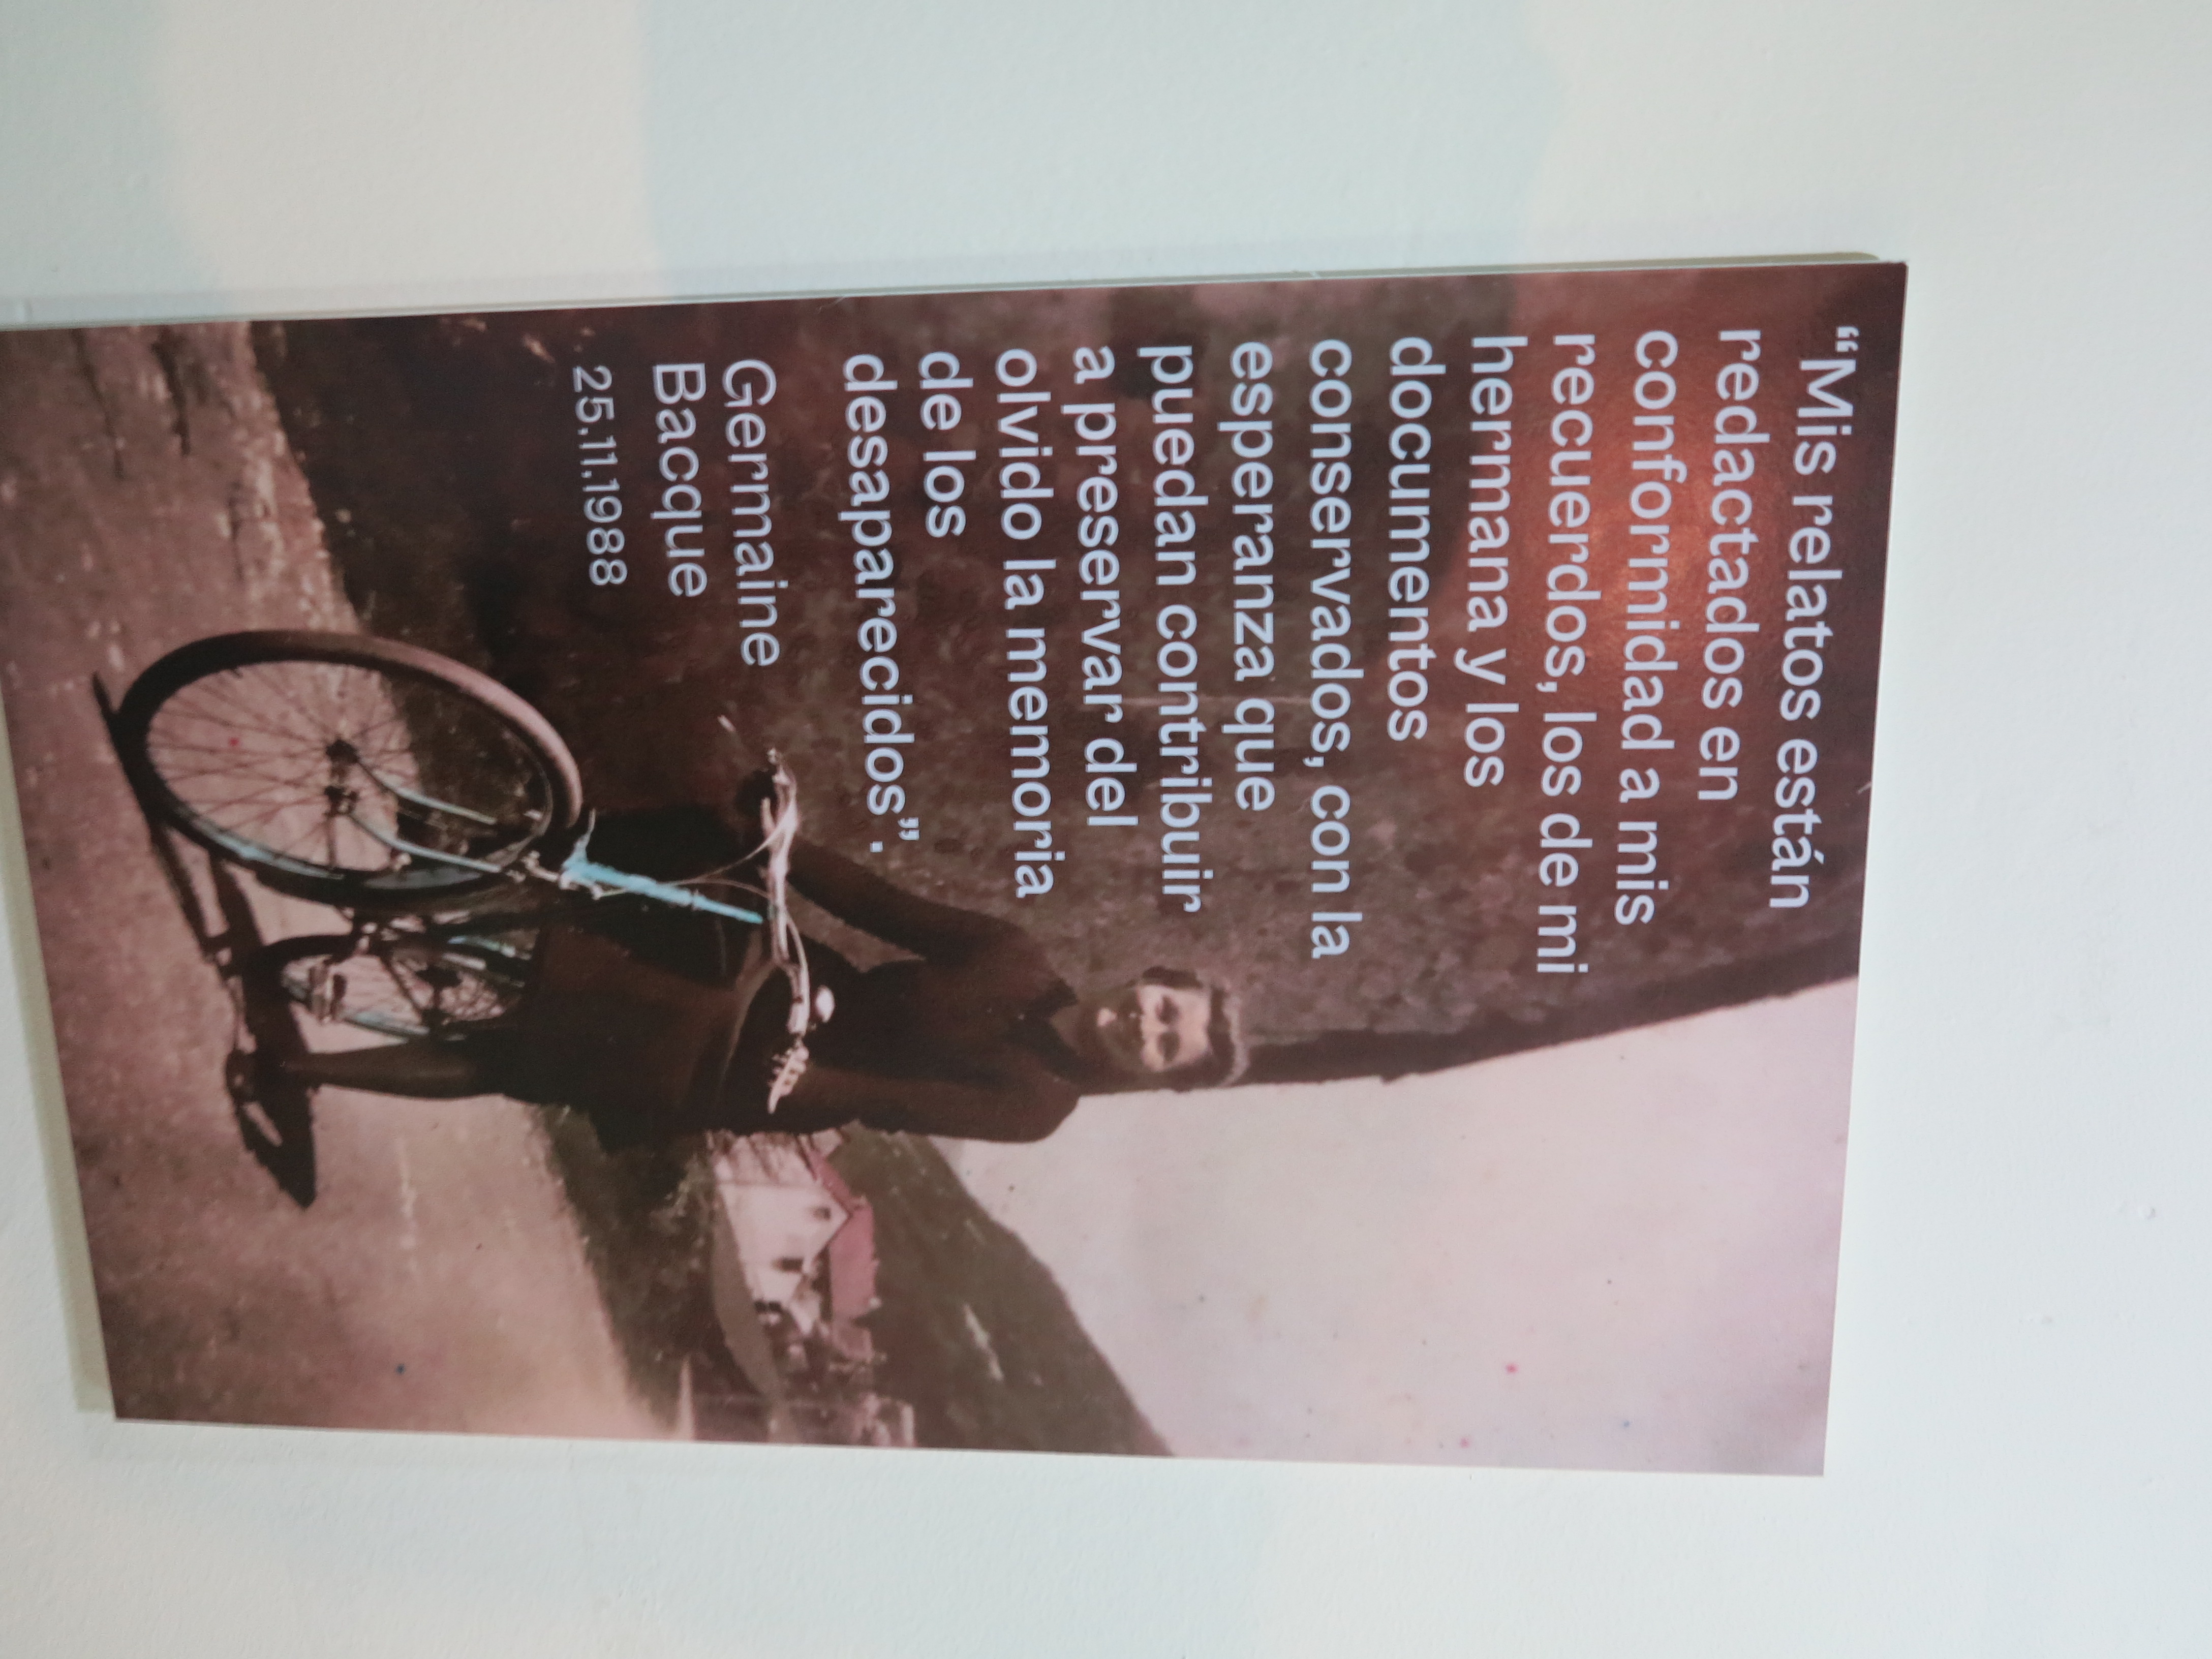 “Mis relatos están
redactados en
conformidad a mis
recuerdos, los de mi
hermana y los
documentos
conservados, con la
esperanza que
puedan contribuir
a preservar del
olvido la memoria
de los
desaparecidos”.
Germaine
Bacque
25.11.1988